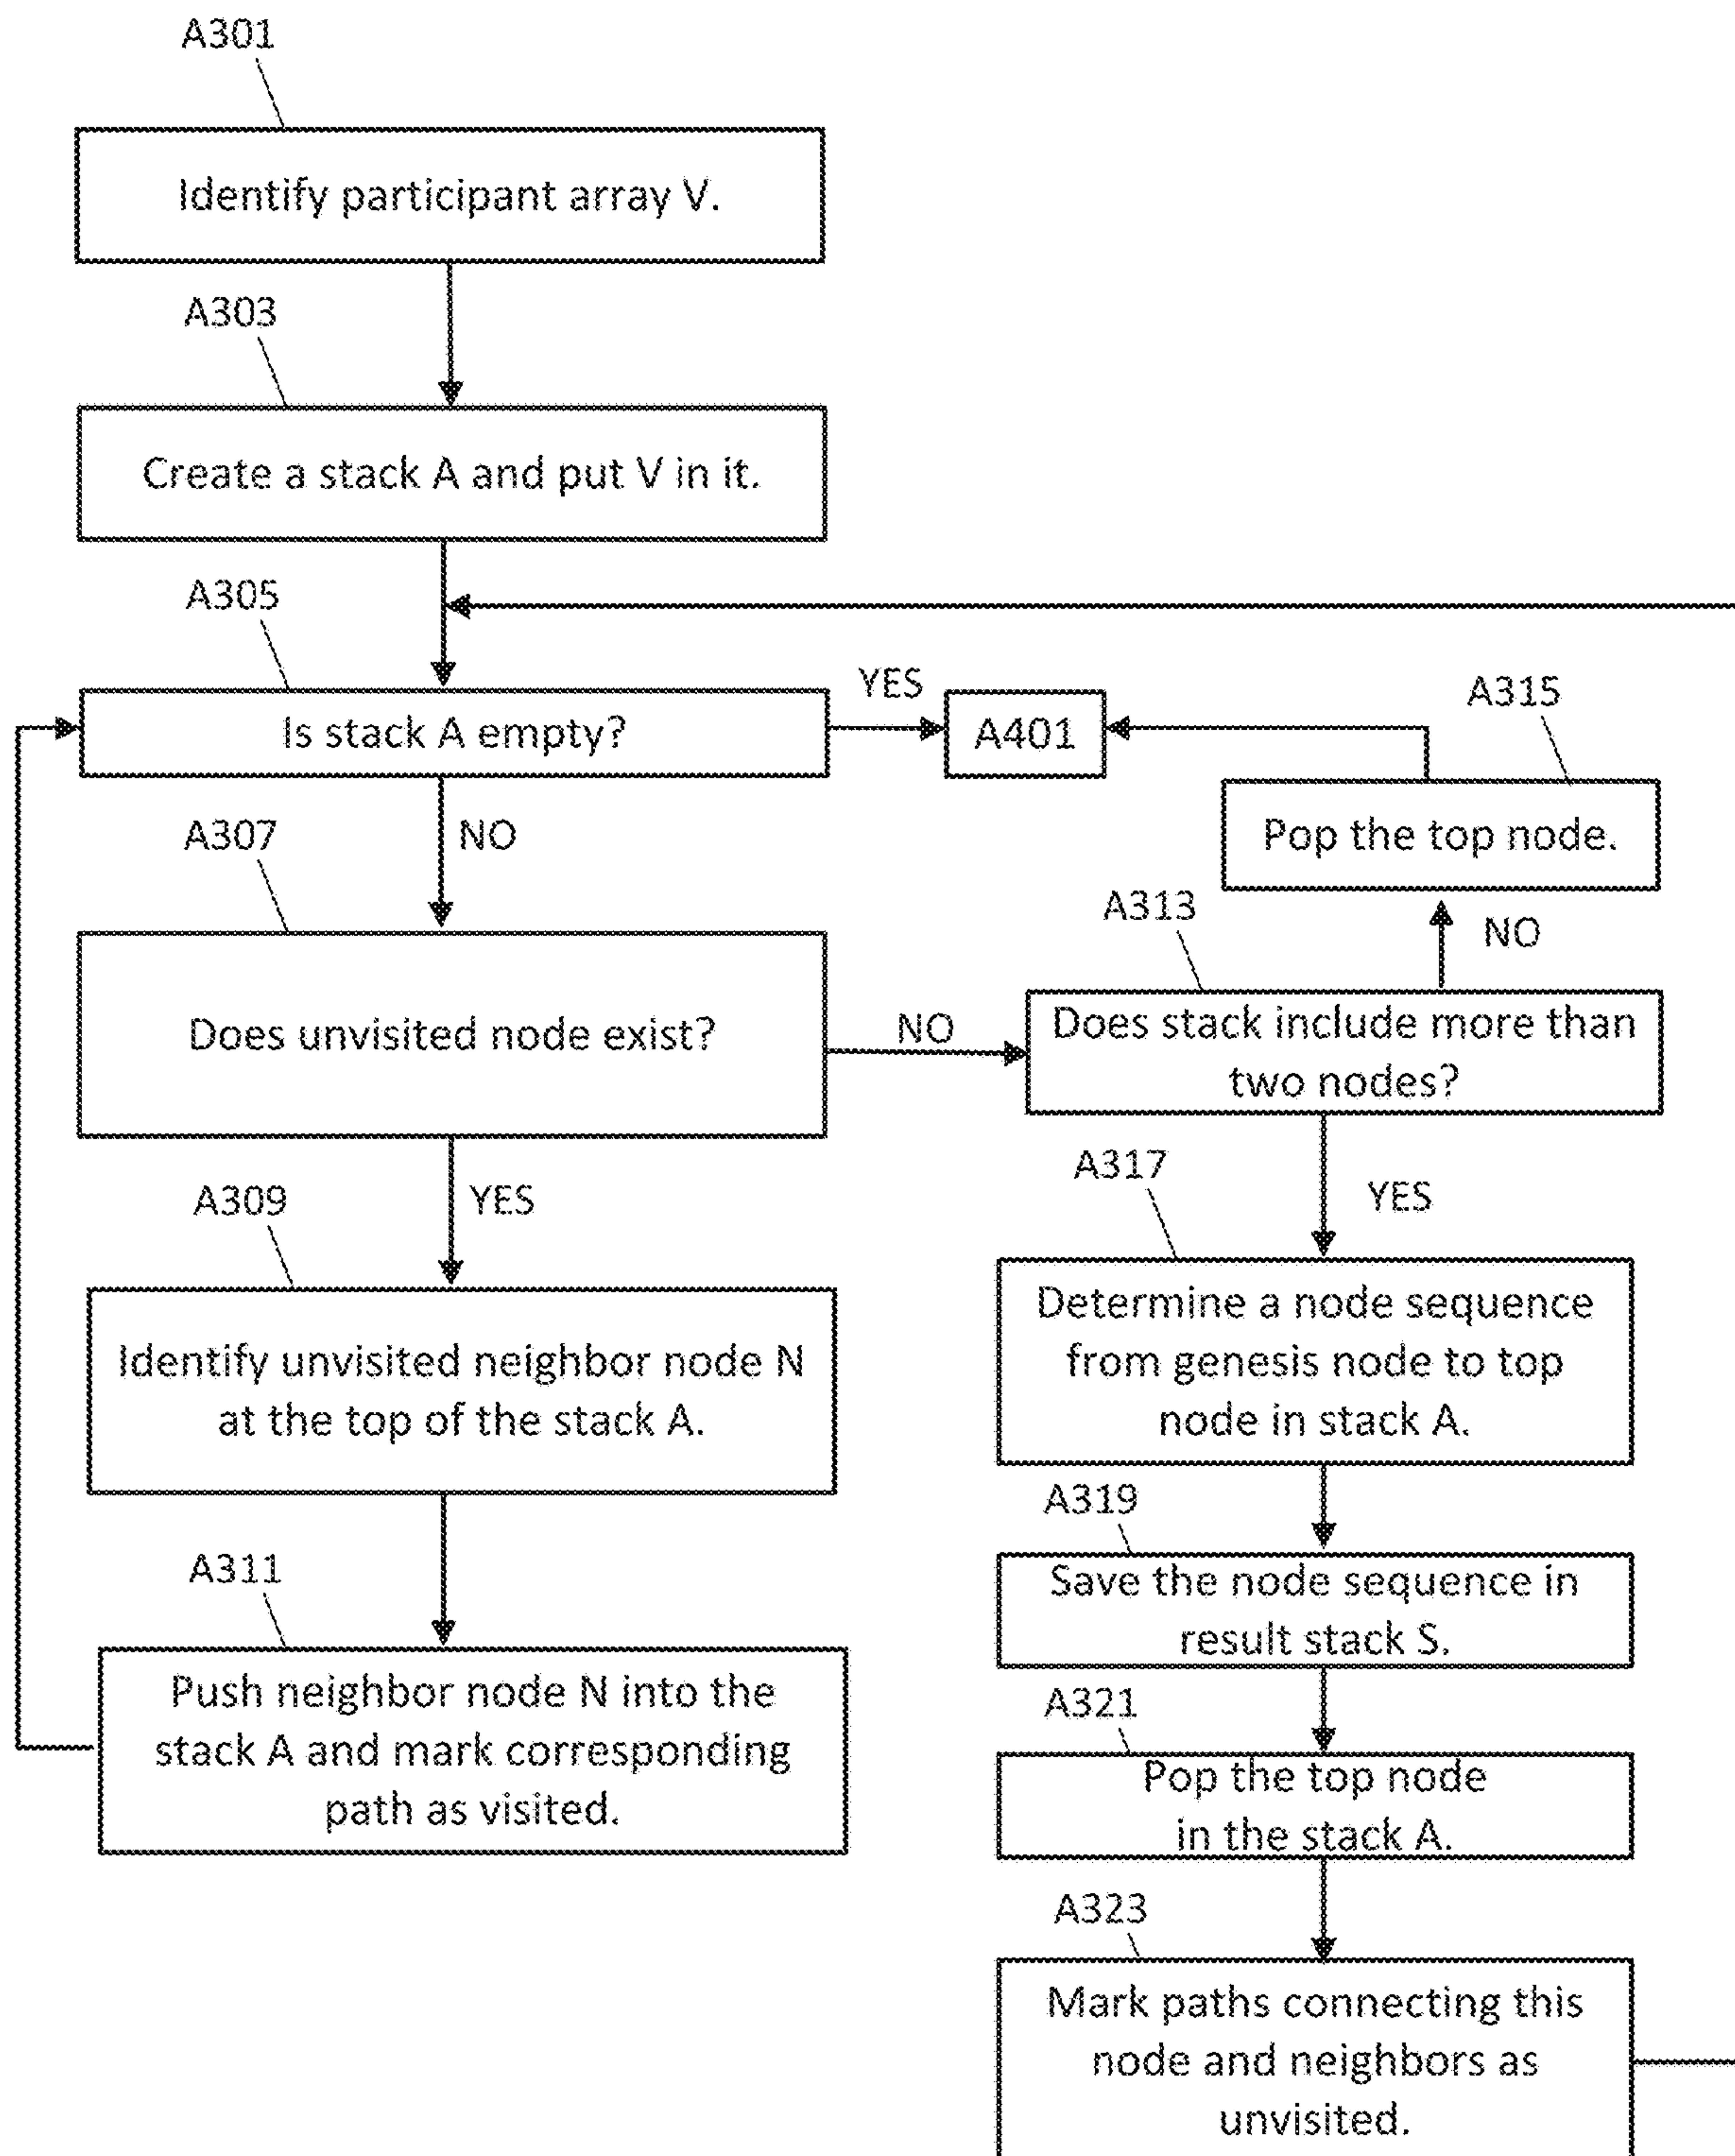 A301
Identify participant array V.
A303
Create a stack A and put V in it.
A305
Is stack A empty?
YES
A401
A315
Pop the top node.
NO
A307
NO
Does unvisited node exist?
NO
A313
Does stack include more than
two nodes?
YES
A309
Identify unvisited neighbor node N
at the top of the stack A.
A311
Push neighbor node N into the
stack A and mark corresponding
path as visited.
YES
A317
Determine a node sequence
from genesis node to top
node in stack A.
A319
Save the node sequence in
result stack S.
A321
Pop the top node
in the stack A.
A323
Mark paths connecting this
node and neighbors as
unvisited.